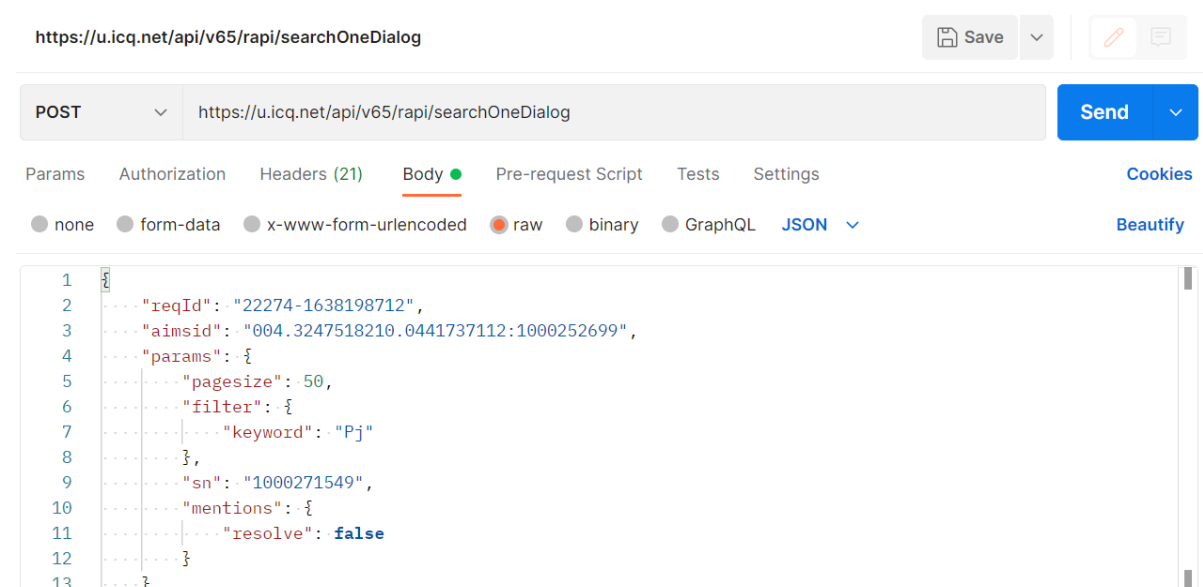 https://u.icq.net/api/v65/rapi/searchOneDialog
Save
POST
https://u.icq.net/api/v65/rapi/searchOneDialog
Send
Params Authorization Headers (21) Body Pre-request Script Tests Settings Cookies
none form-data x-www-form-urlencoded raw binary GraphQL JSON Beautify
1 {
2 "reqId": "22274-1638198712",
3 "aimsid": "004.3247518210.0441737112:1000252699",
4 "params": {
5 "pagesize": 50,
6 "filter": {
7 "keyword": "Pj"
8 },
9 "sn": "1000271549",
10 "mentions": {
11 "resolve": false
12 }
13 }